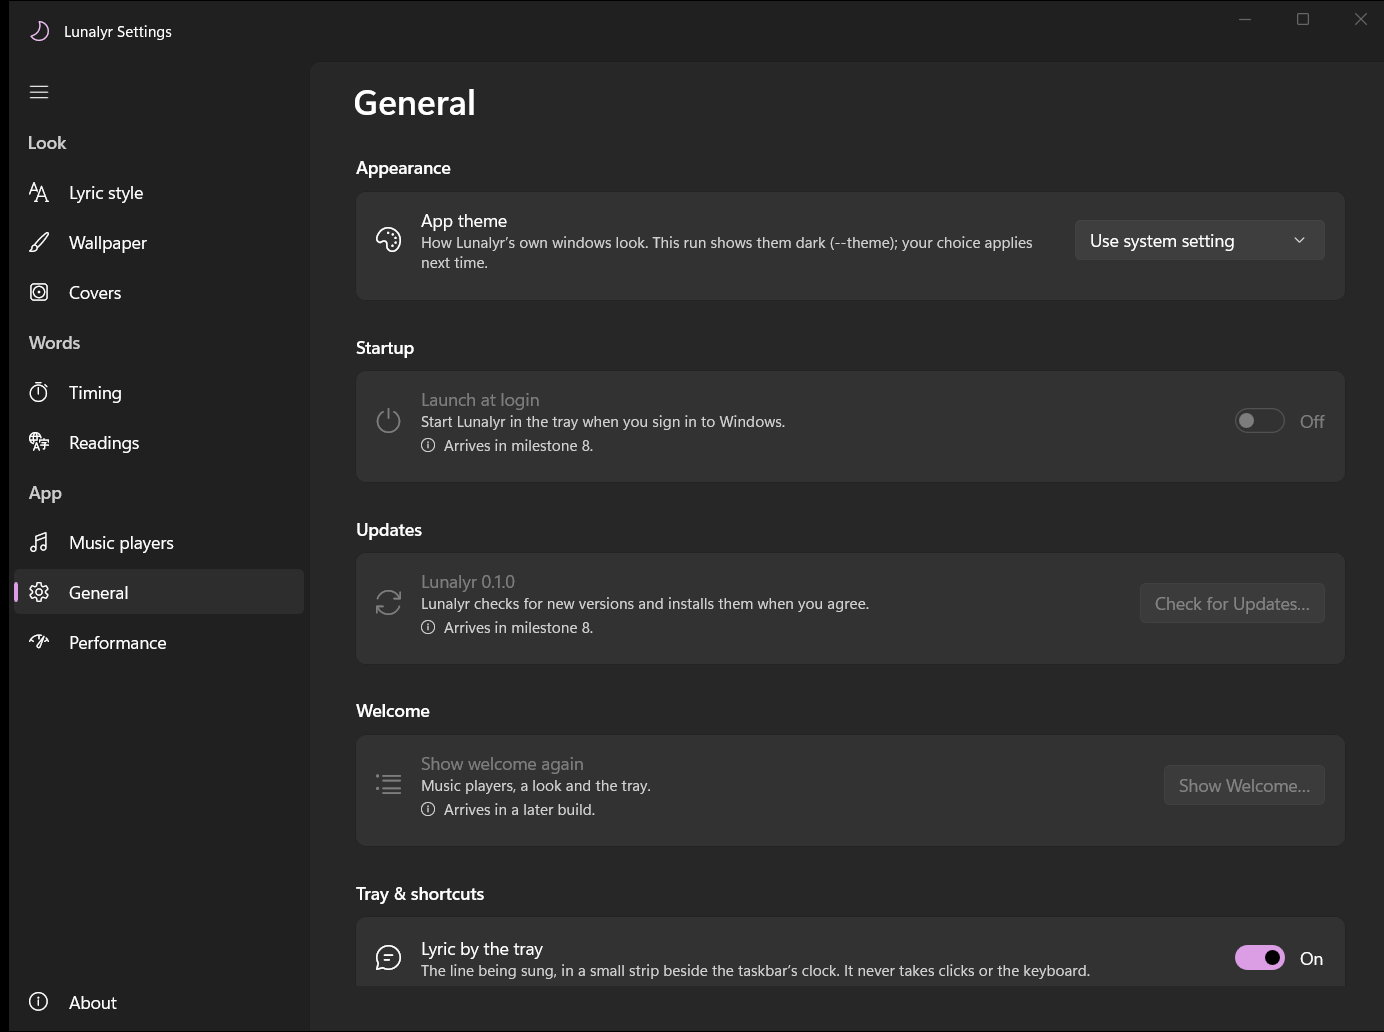 Lunalyr Settings
Look
Lyric style
Wallpaper
Covers
Words
Timing
Readings
App
Music players
General
Performance
About
General
Appearance
App theme
How Lunalyr’s own windows look. This run shows them dark (--theme); your choice applies
next time.
Use system setting
Startup
Launch at login
Start Lunalyr in the tray when you sign in to Windows.
Arrives in milestone 8.
Off
Updates
Lunalyr 0.1.0
Lunalyr checks for new versions and installs them when you agree.
Arrives in milestone 8.
Check for Updates...
Welcome
Show welcome again
Music players, a look and the tray.
Arrives in a later build.
Show Welcome...
Tray & shortcuts
Lyric by the tray
The line being sung, in a small strip beside the taskbar’s clock. It never takes clicks or the keyboard.
On